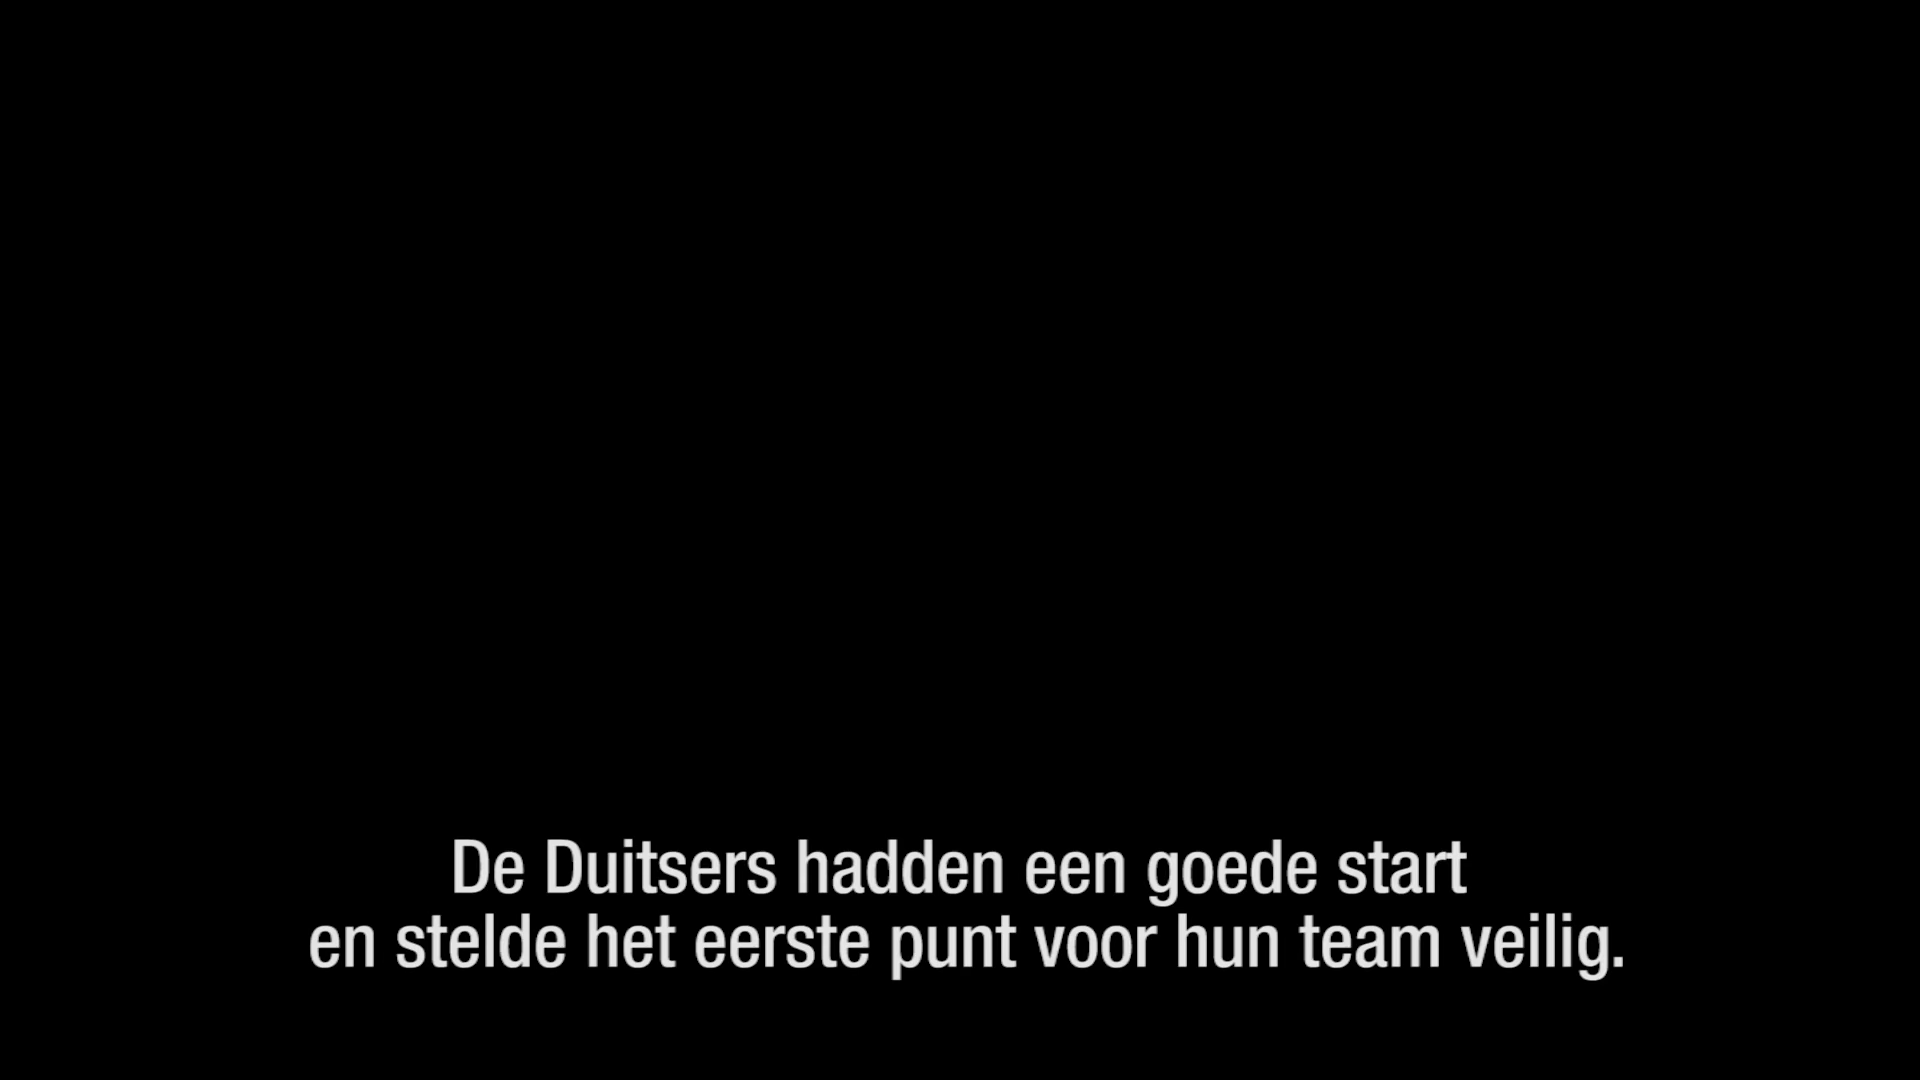 De Duitsers hadden een goede start
en stelde het eerste punt voor hun team veilig.